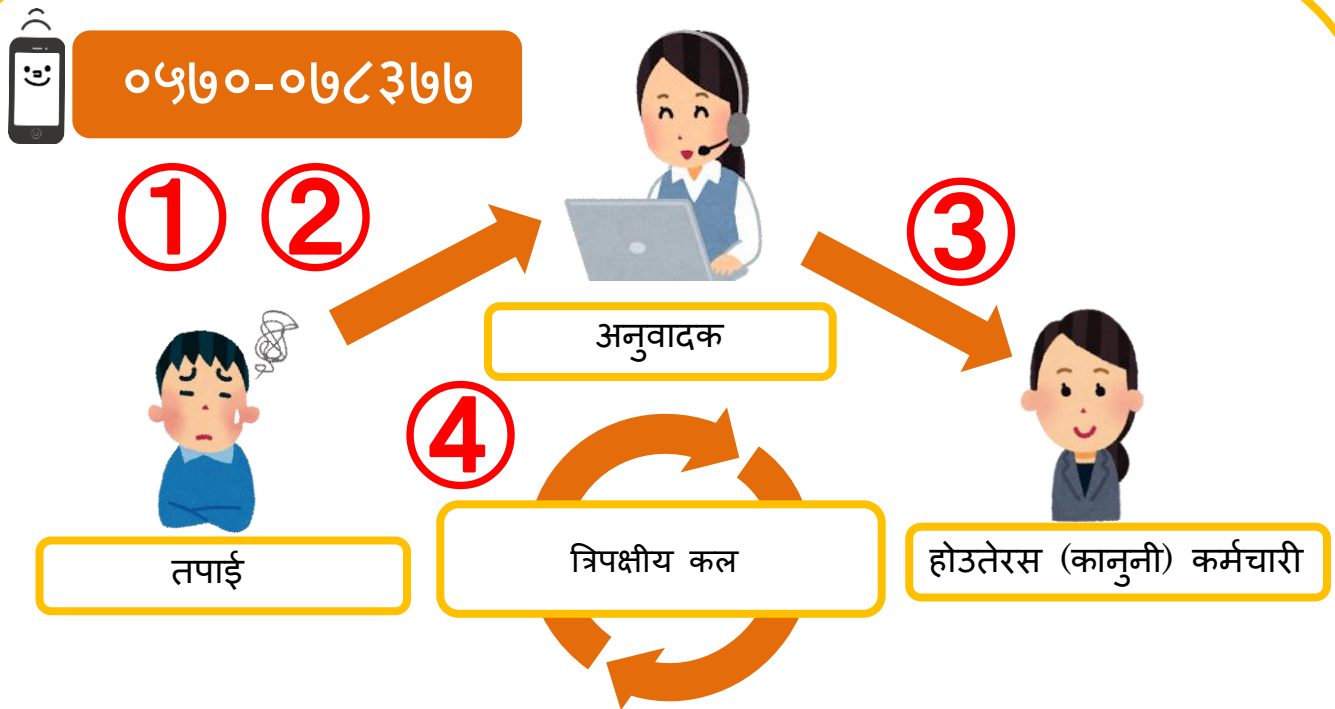 ०५७०-०७८३७७
① ②
③
अनुवादक
④
तपाई
त्रिपक्षीय कल
होउतेरस (कानुनी) कर्मचारी